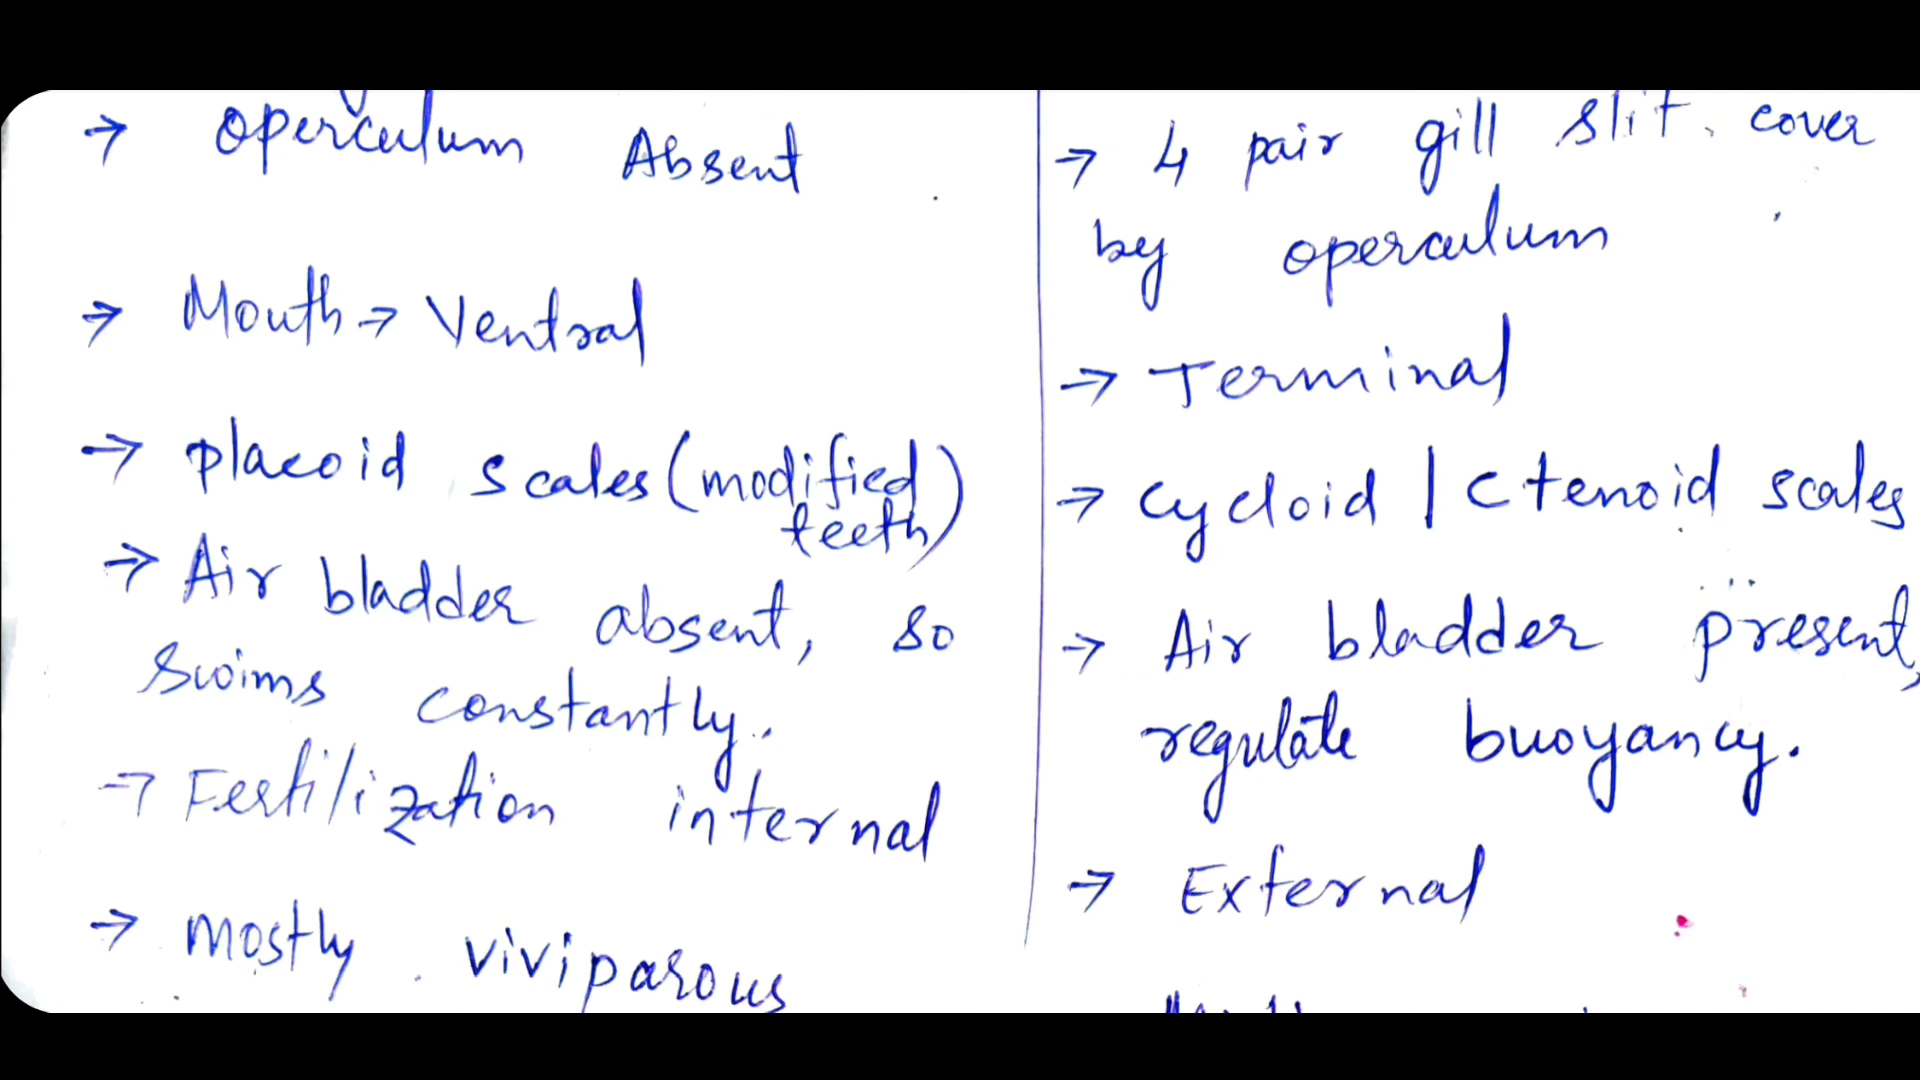 → Operculum Absent
→ Mouth → Ventral
→ Placoid scales (modified
teeth)
→ Air bladder absent, so
swims constantly.
→ Fertilization internal
→ Mostly viviparous
→ 4 pair gill slit. cover
by operculum
→ Terminal
→ Cycloid / Ctenoid scales
→ Air bladder present,
regulate buoyancy.
→ External